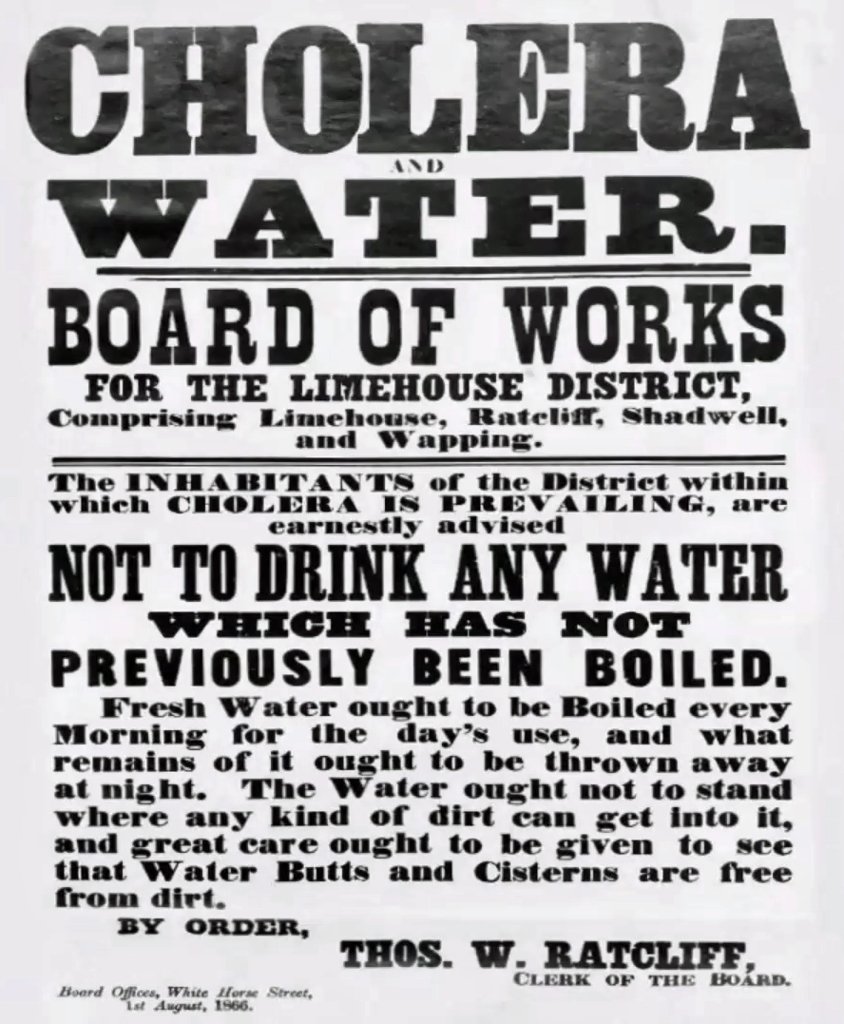 CHOLERA
AND
WATER.
BOARD OF WORKS
FOR THE LIMEHOUSE DISTRICT,
Comprising Limehouse, Ratcliff, Shadwell,
and Wapping.
The INHABITANTS of the District within
which CHOLERA IS PREVAILING, are
earnestly advised
NOT TO DRINK ANY WATER
WHICH HAS NOT
PREVIOUSLY BEEN BOILED.
Fresh Water ought to be Boiled every
Morning for the day's use, and what
remains of it ought to be thrown away
at night. The Water ought not to stand
where any kind of dirt can get into it,
and great care ought to be given to see
that Water Butts and Cisterns are free
from dirt.
BY ORDER,
THOS. W. RATCLIFF,
CLERK OF THE BOARD.
Board Offices, White Horse Street,
1st August, 1866.